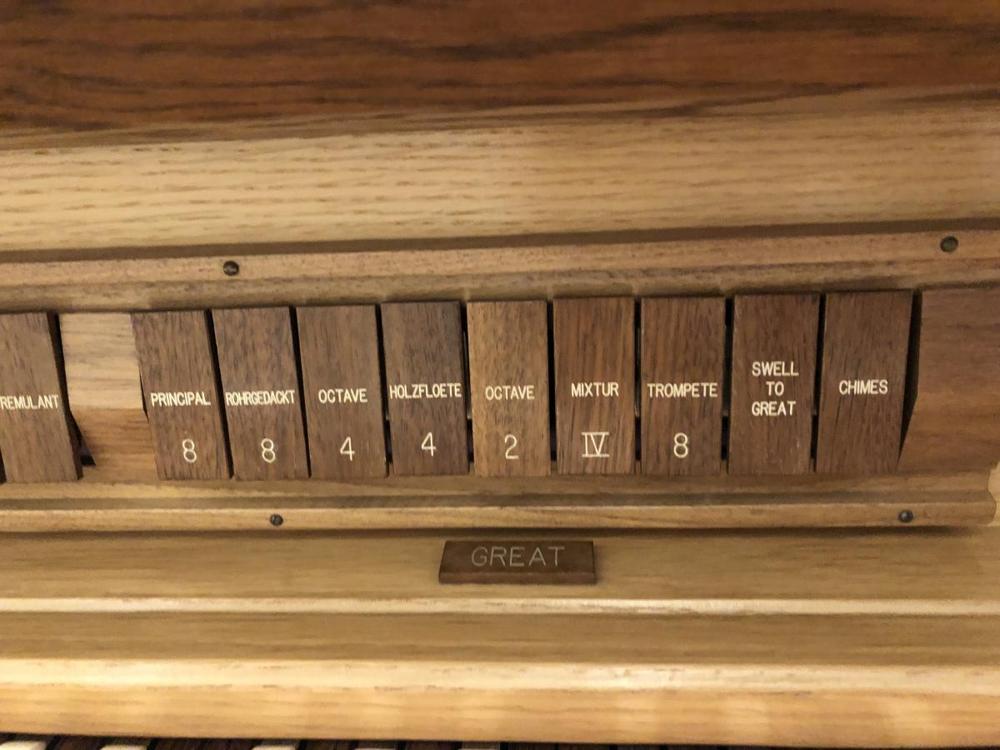 REMULANT
PRINCIPAL
8
ROHRGEDACKT
8
OCTAVE
4
HOLZFLOETE
4
OCTAVE
2
MIXTUR
IV
TROMPETE
8
SWELL
TO
GREAT
CHIMES
GREAT